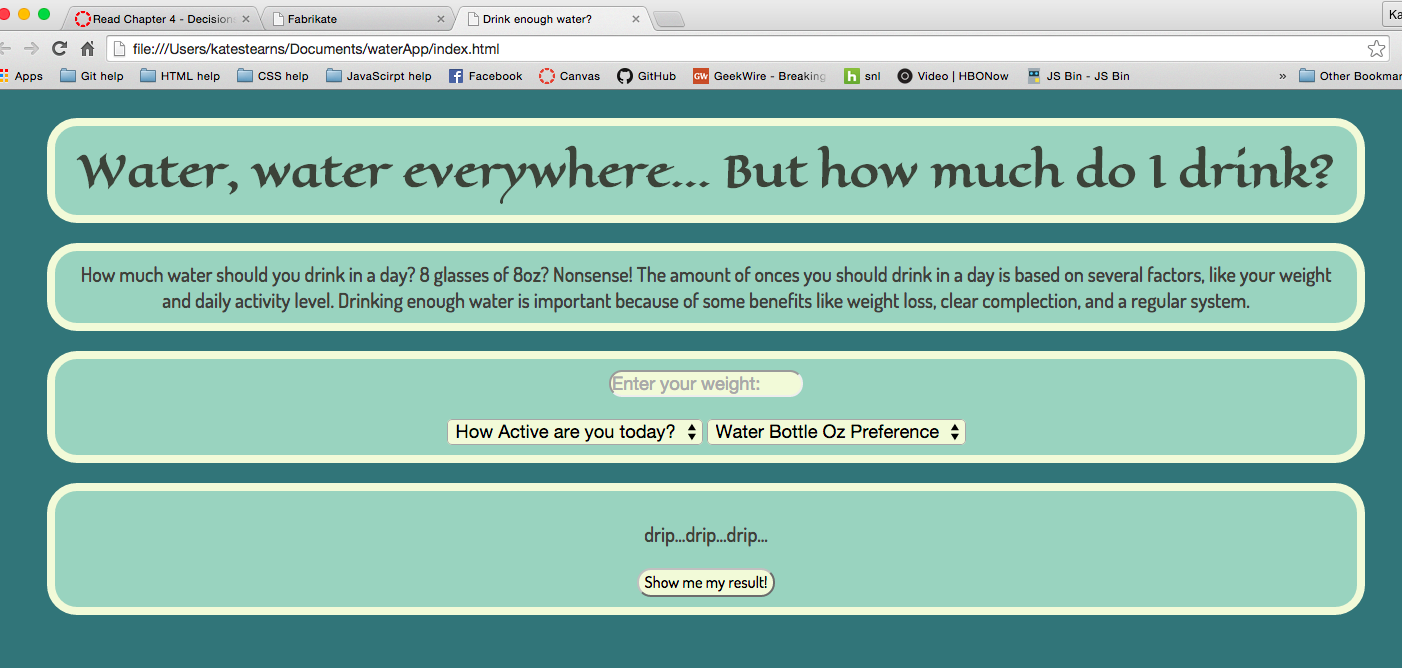 Read Chapter 4 - Decision
Fabrikate
Drink enough water?
Ka
file:///Users/katestearns/Documents/waterApp/index.html
Apps Git help HTML help CSS help JavaScirpt help Facebook Canvas GitHub GW GeekWire - Breaking h snl Video | HBONow JS Bin - JS Bin » Other Bookmar
Water, water everywhere... But how much do I drink?
How much water should you drink in a day? 8 glasses of 8oz? Nonsense! The amount of onces you should drink in a day is based on several factors, like your weight
and daily activity level. Drinking enough water is important because of some benefits like weight loss, clear complection, and a regular system.
Enter your weight:
How Active are you today? Water Bottle Oz Preference
drip...drip...drip...
Show me my result!